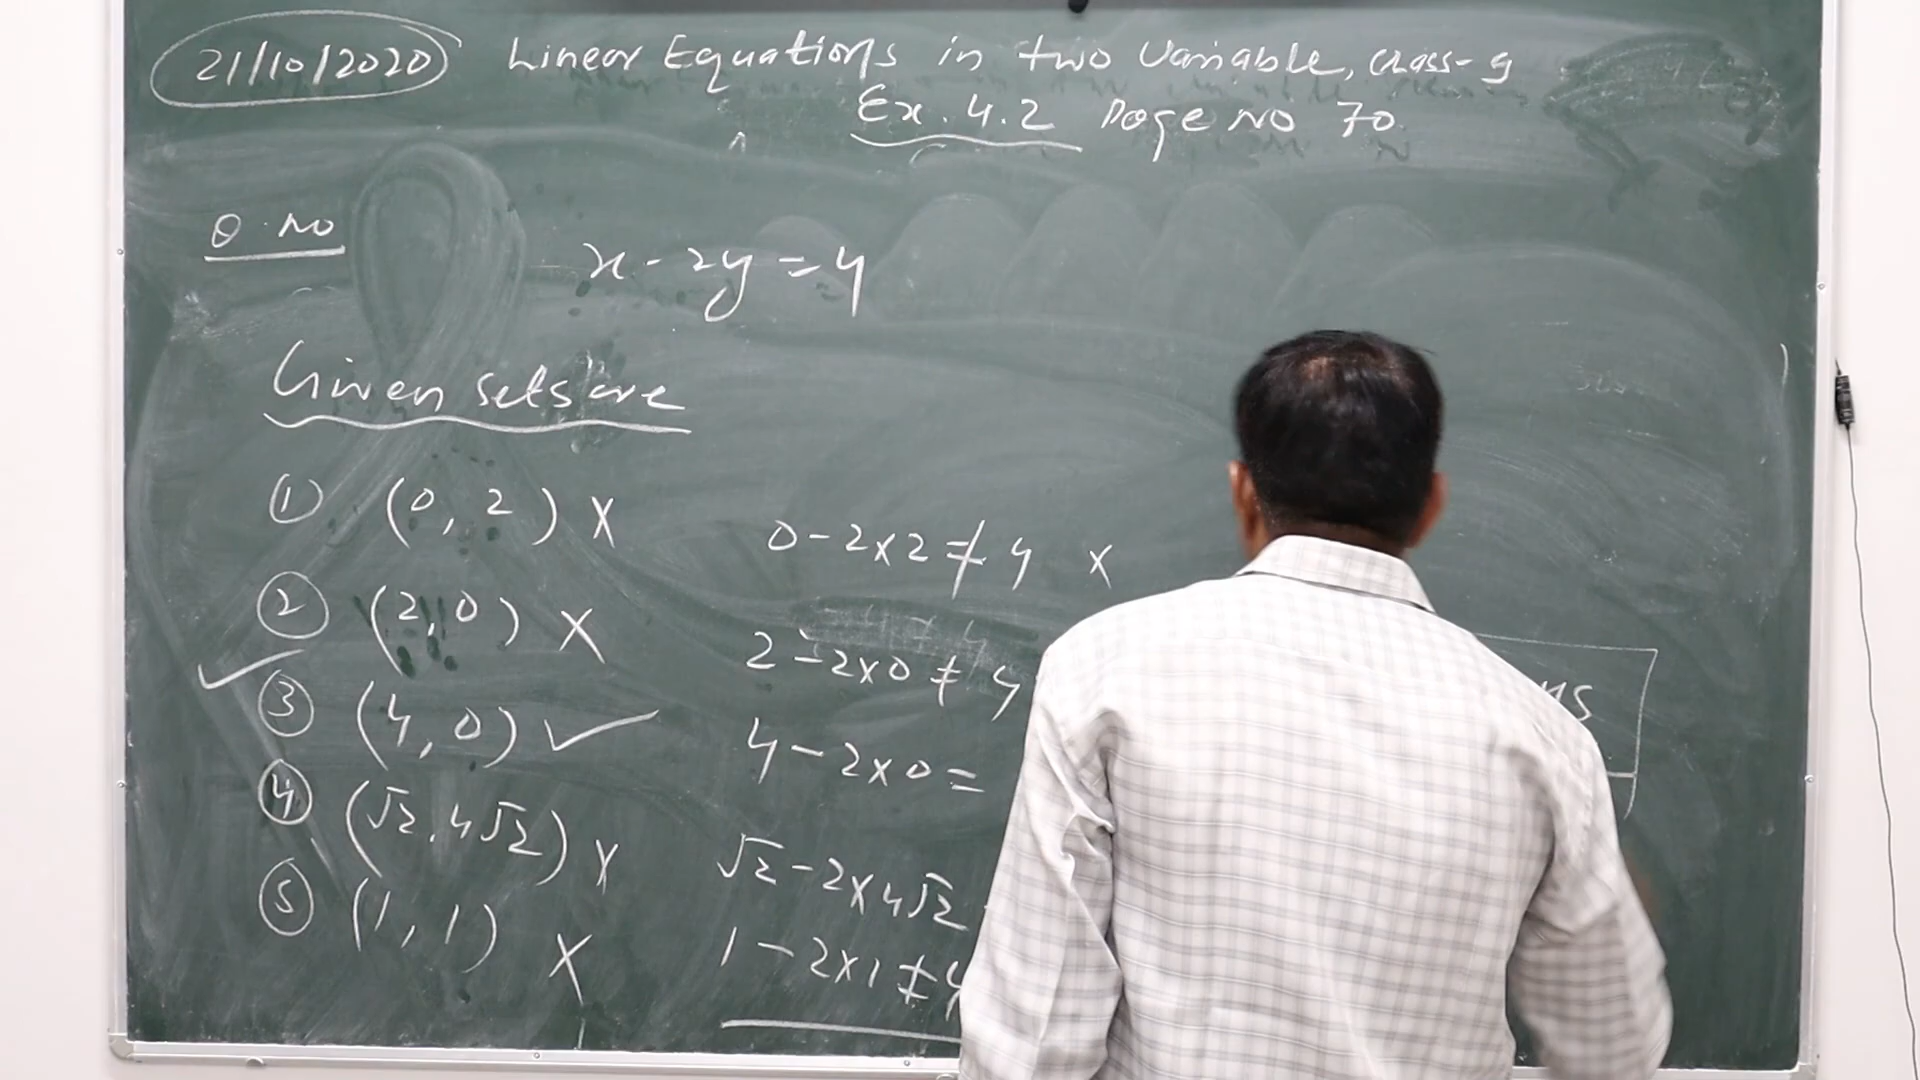 21/10/2020 Linear Equations in two Variable, class-9
Ex. 4.2 Page No 70
Q. No
x - 2y = 4
Given sets are
① (0, 2) X 0 - 2x2 ≠ 4 X
② (2, 0) X 2 - 2x0 ≠ 4
✓ ③ (4, 0) ✓ 4 - 2x0 =
④ (√2, 4√2) X √2 - 2x4√2
⑤ (1, 1) X 1 - 2x1 ≠ 4